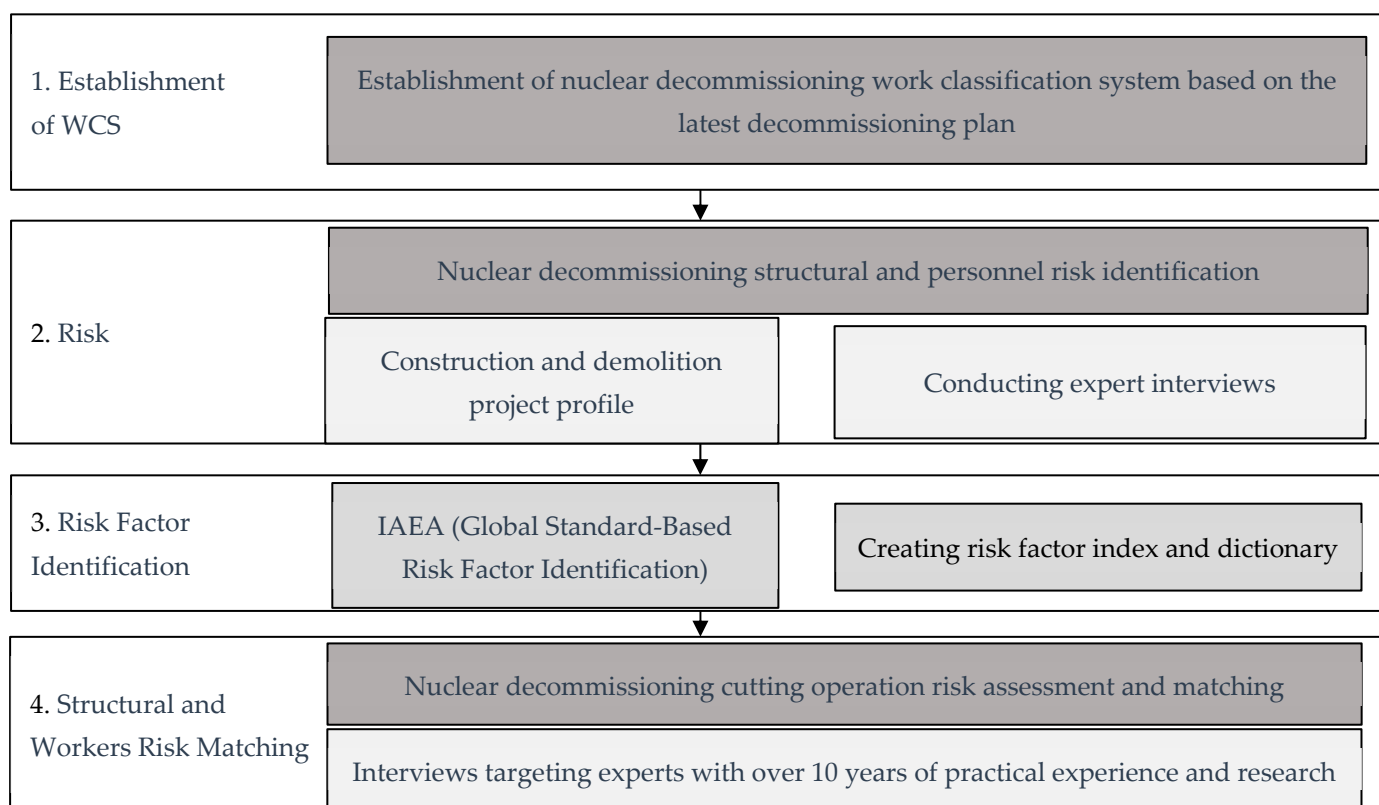 1. Establishment
of WCS
Establishment of nuclear decommissioning work classification system based on the
latest decommissioning plan
2. Risk
Nuclear decommissioning structural and personnel risk identification
Construction and demolition
project profile
Conducting expert interviews
3. Risk Factor
Identification
IAEA (Global Standard-Based
Risk Factor Identification)
Creating risk factor index and dictionary
4. Structural and
Workers Risk Matching
Nuclear decommissioning cutting operation risk assessment and matching
Interviews targeting experts with over 10 years of practical experience and research